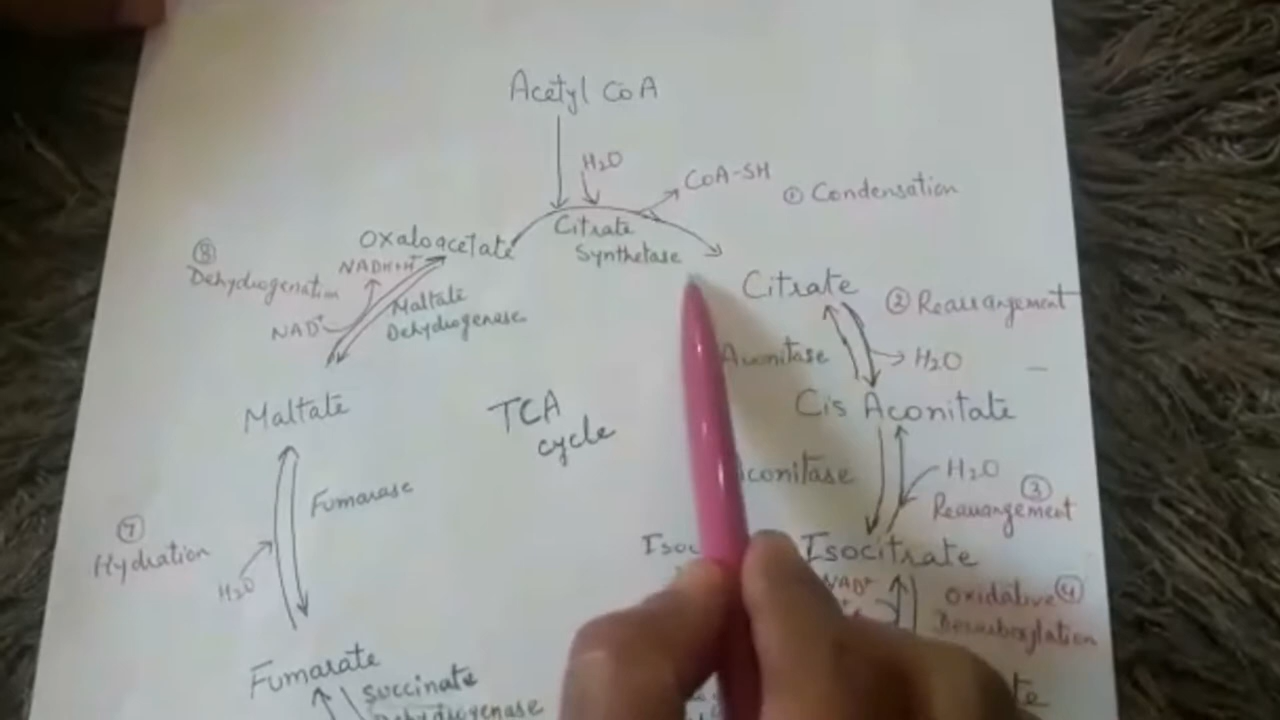 Acetyl CoA
H₂O
CoA-SH
① Condensation
Citrate
Synthetase
Oxaloacetate
⑧
Dehydrogenation
NADH+H⁺
NAD⁺
Maltate
Dehydrogenase
Citrate
② Rearrangement
H₂O
Cis Aconitate
Maltate
TCA
cycle
H₂O
③
Rearrangement
Fumarase
⑦
Hydration
H₂O
Isocitrate
NAD⁺
Oxidative ④
Decarboxylation
Fumarate
Succinate
Dehydrogenase